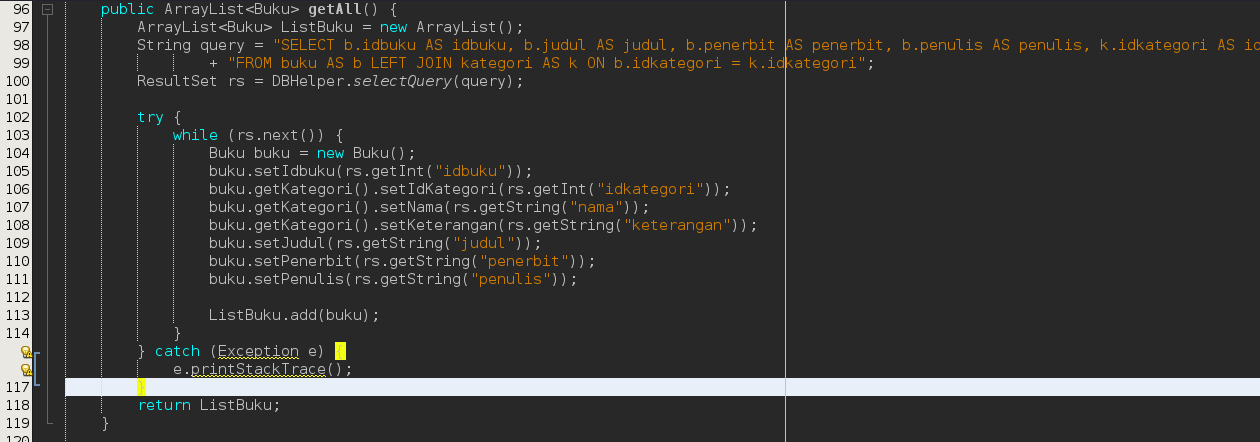 96 public ArrayList<Buku> getAll() {
97 ArrayList<Buku> ListBuku = new ArrayList();
98 String query = "SELECT b.idbuku AS idbuku, b.judul AS judul, b.penerbit AS penerbit, b.penulis AS penulis, k.idkategori AS
99 + "FROM buku AS b LEFT JOIN kategori AS k ON b.idkategori = k.idkategori";
100 ResultSet rs = DBHelper.selectQuery(query);
101
102 try {
103 while (rs.next()) {
104 Buku buku = new Buku();
105 buku.setIdbuku(rs.getInt("idbuku"));
106 buku.getKategori().setIdKategori(rs.getInt("idkategori"));
107 buku.getKategori().setNama(rs.getString("nama"));
108 buku.getKategori().setKeterangan(rs.getString("keterangan"));
109 buku.setJudul(rs.getString("judul"));
110 buku.setPenerbit(rs.getString("penerbit"));
111 buku.setPenulis(rs.getString("penulis"));
112
113 ListBuku.add(buku);
114 }
} catch (Exception e) {
e.printStackTrace();
117 }
118 return ListBuku;
119 }